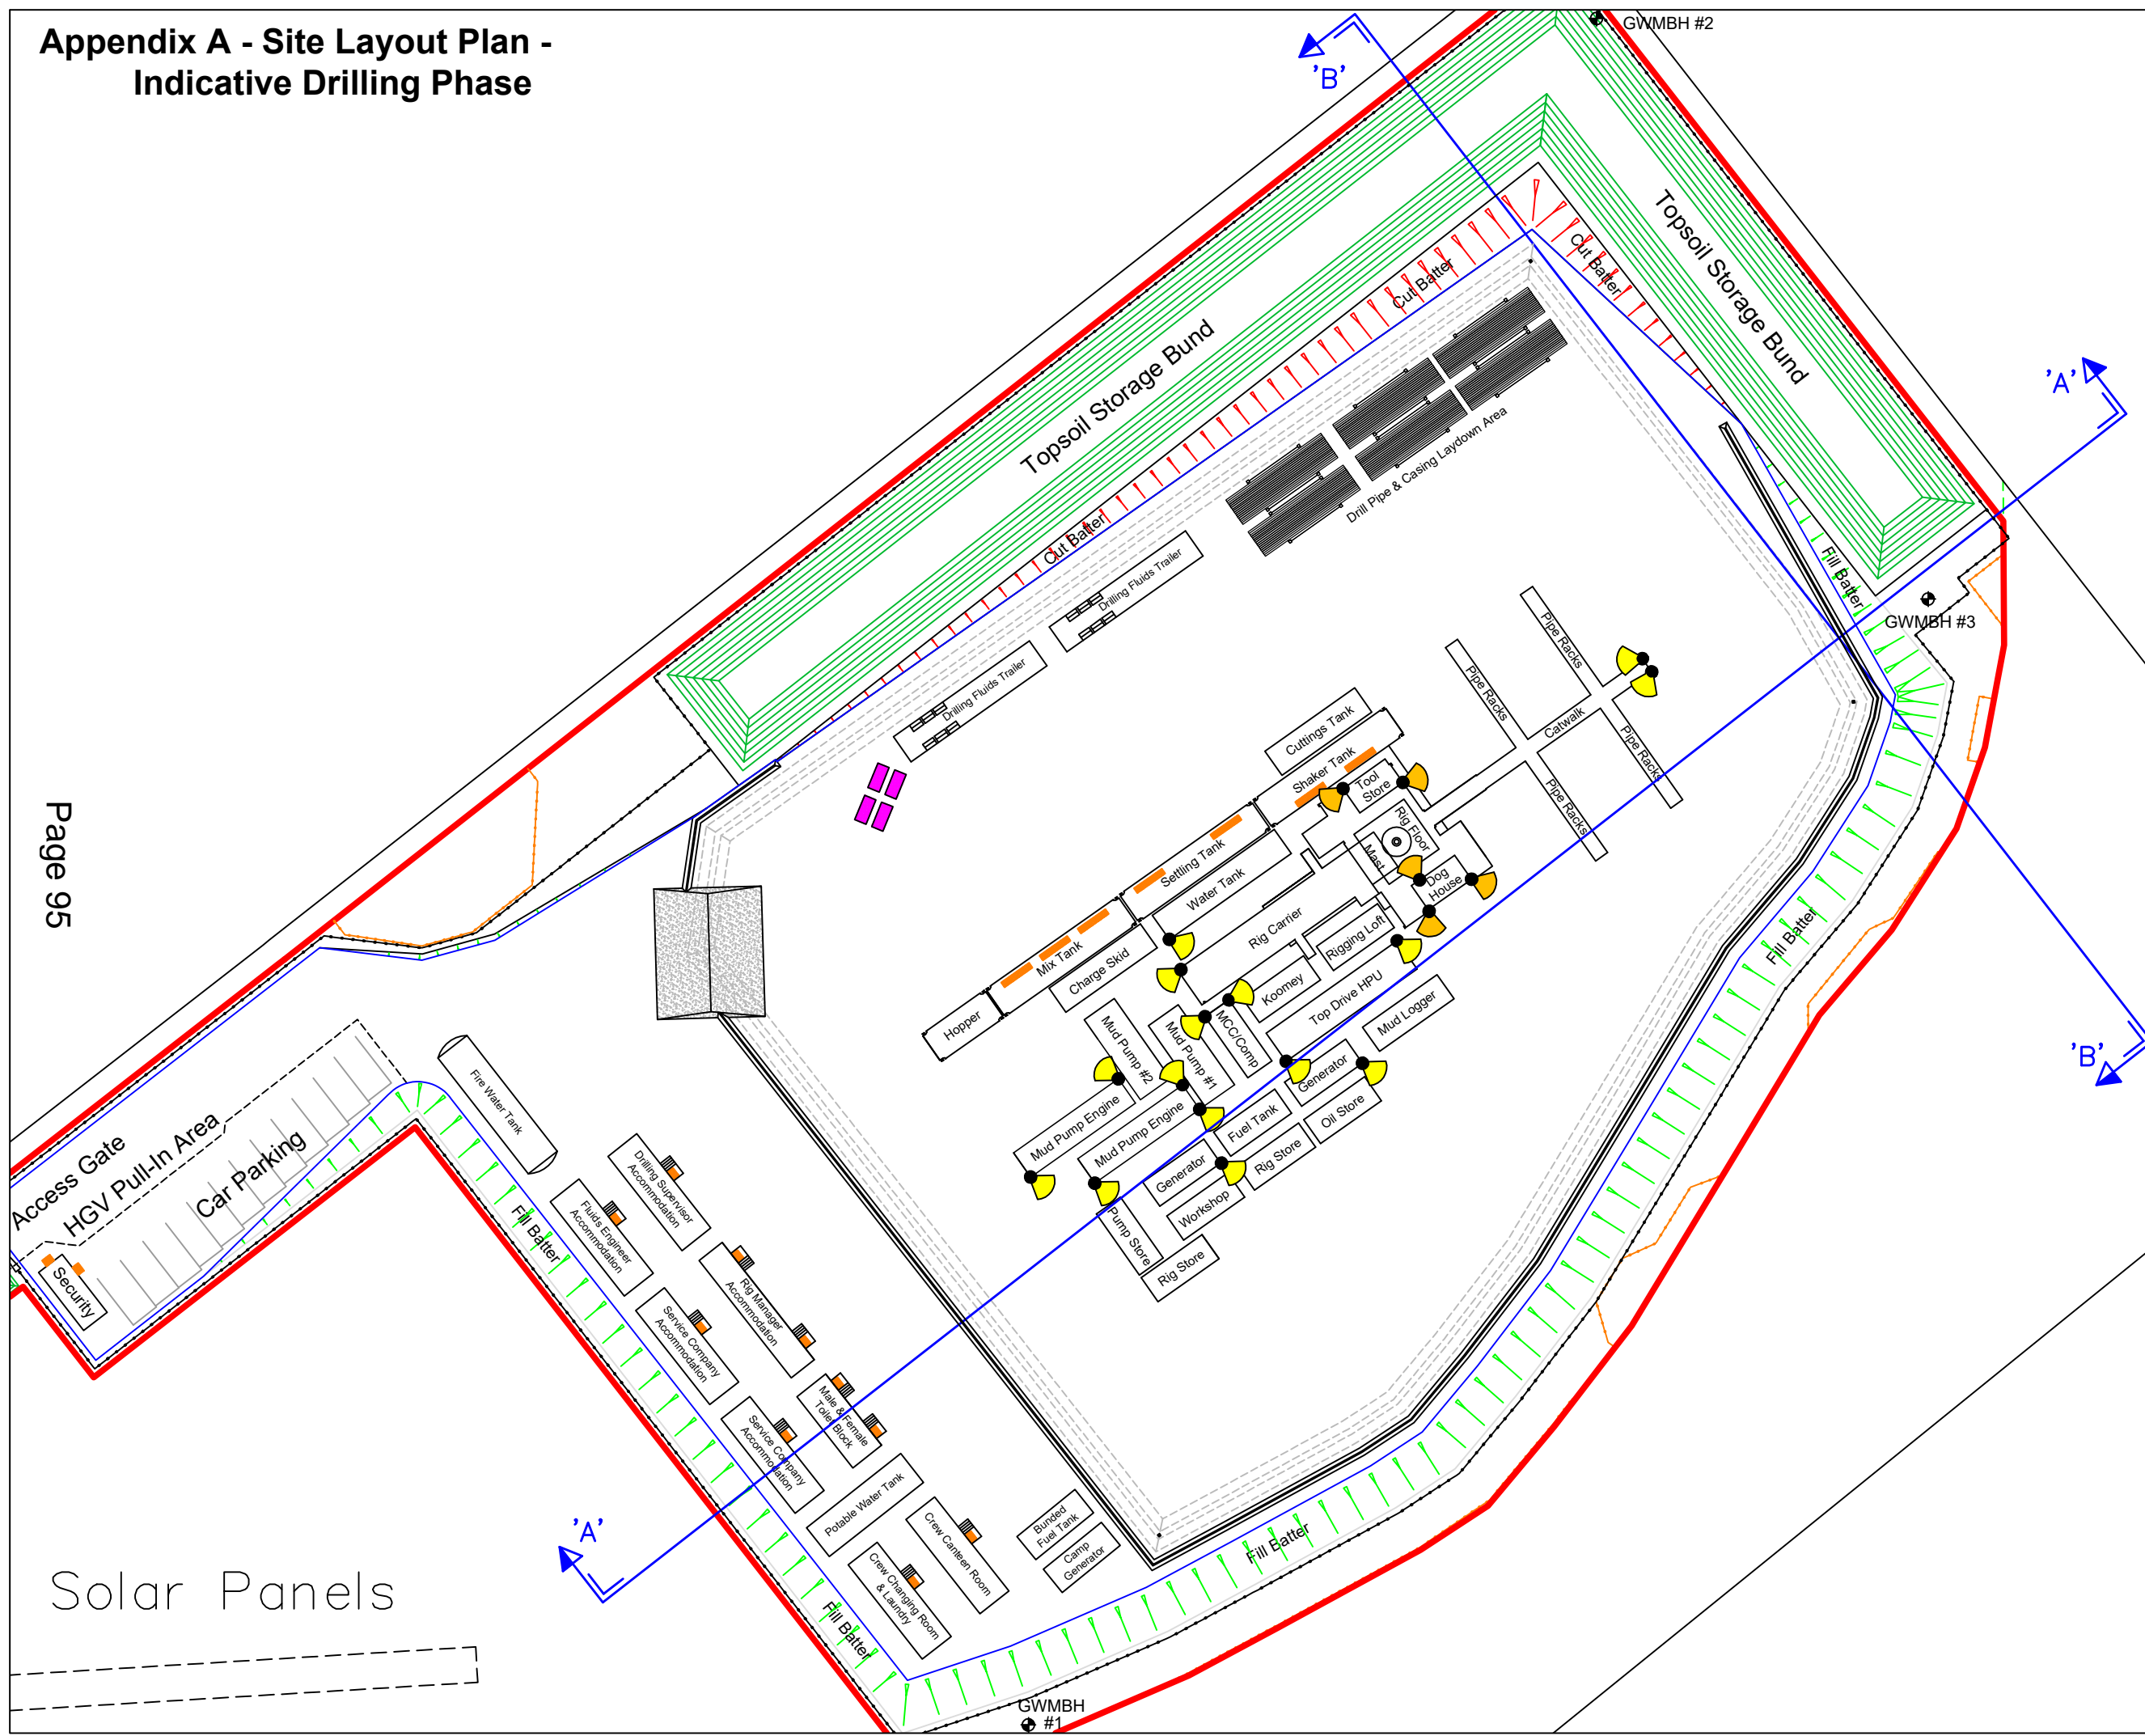 Appendix A - Site Layout Plan -
Indicative Drilling Phase
GWMBH #2
'B'
Topsoil Storage Bund
Cut Batter
Cut Batter
'A'
Topsoil Storage Bund
Cut Batter
Drill Pipe & Casing Laydown Area
Drilling Fluids Trailer
Drilling Fluids Trailer
Fill Batter
GWMBH #3
Pipe Racks
Pipe Racks
Catwalk
Pipe Racks
Pipe Racks
Cuttings Tank
Shaker Tank
Tool
Store
Rig Floor
Mast
Dog
House
Settling Tank
Water Tank
Rig Carrier
Rigging Loft
Mix Tank
Charge Skid
Koomey
Top Drive HPU
Mud Logger
Hopper
Mud Pump #2
Mud Pump #1
MCC/Comp
Generator
Oil Store
Mud Pump Engine
Mud Pump Engine
Fuel Tank
Rig Store
Generator
Workshop
Pump Store
Rig Store
Fill Batter
'B'
Page 95
Fire Water Tank
Access Gate
HGV Pull-In Area
Car Parking
Security
Drilling Supervisor
Accommodation
Fluids Engineer
Accommodation
Fill Batter
Rig Manager
Accommodation
Service Company
Accommodation
Male & Female
Toilet Block
Service Company
Accommodation
Potable Water Tank
Crew Canteen Room
Bunded
Fuel Tank
Camp
Generator
Crew Changing Room
& Laundry
Fill Batter
Fill Batter
'A'
Solar Panels
GWMBH
#1